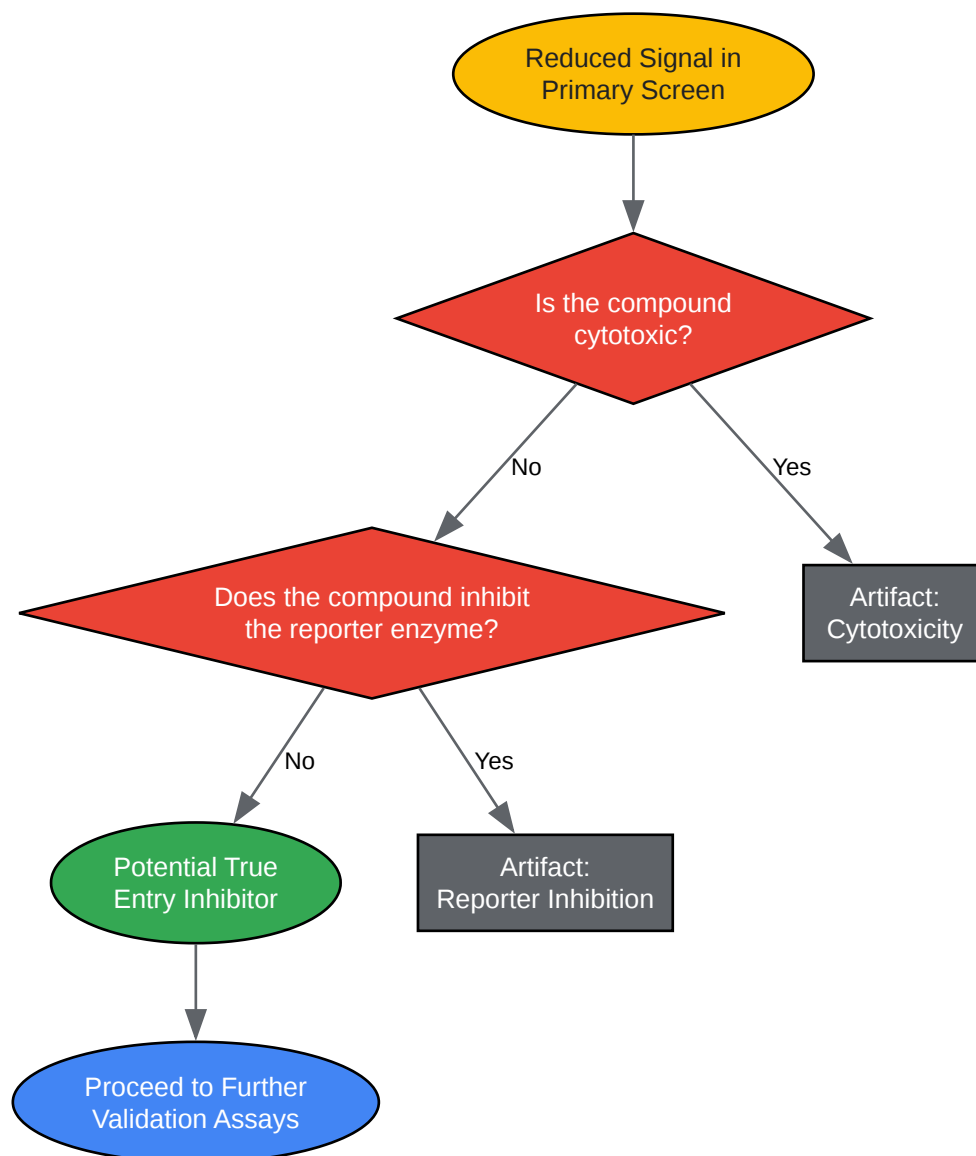 Reduced Signal in
Primary Screen
Is the compound
cytotoxic?
No
Yes
Does the compound inhibit
the reporter enzyme?
Artifact:
Cytotoxicity
No
Yes
Potential True
Entry Inhibitor
Artifact:
Reporter Inhibition
Proceed to Further
Validation Assays